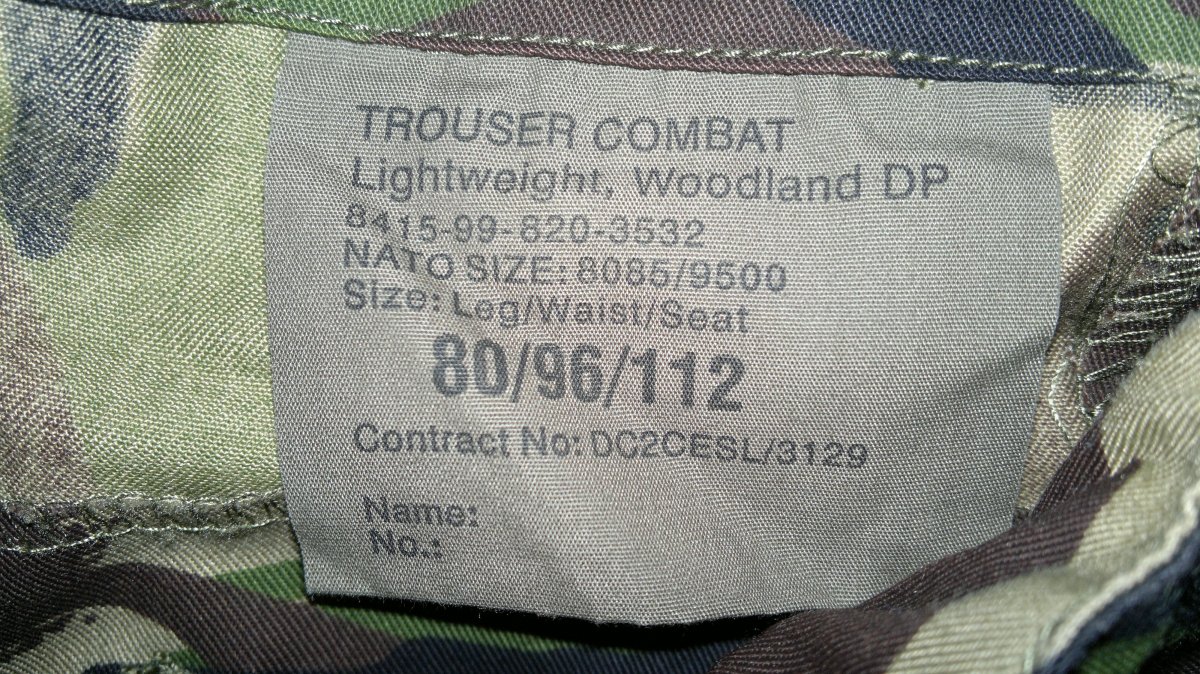 TROUSER COMBAT
Lightweight, Woodland DP
8415-99-820-3532
NATO SIZE: 8085/9500
Size: Leg/Waist/Seat
80/96/112
Contract No: DC2CESL/3129
Name:
No.: